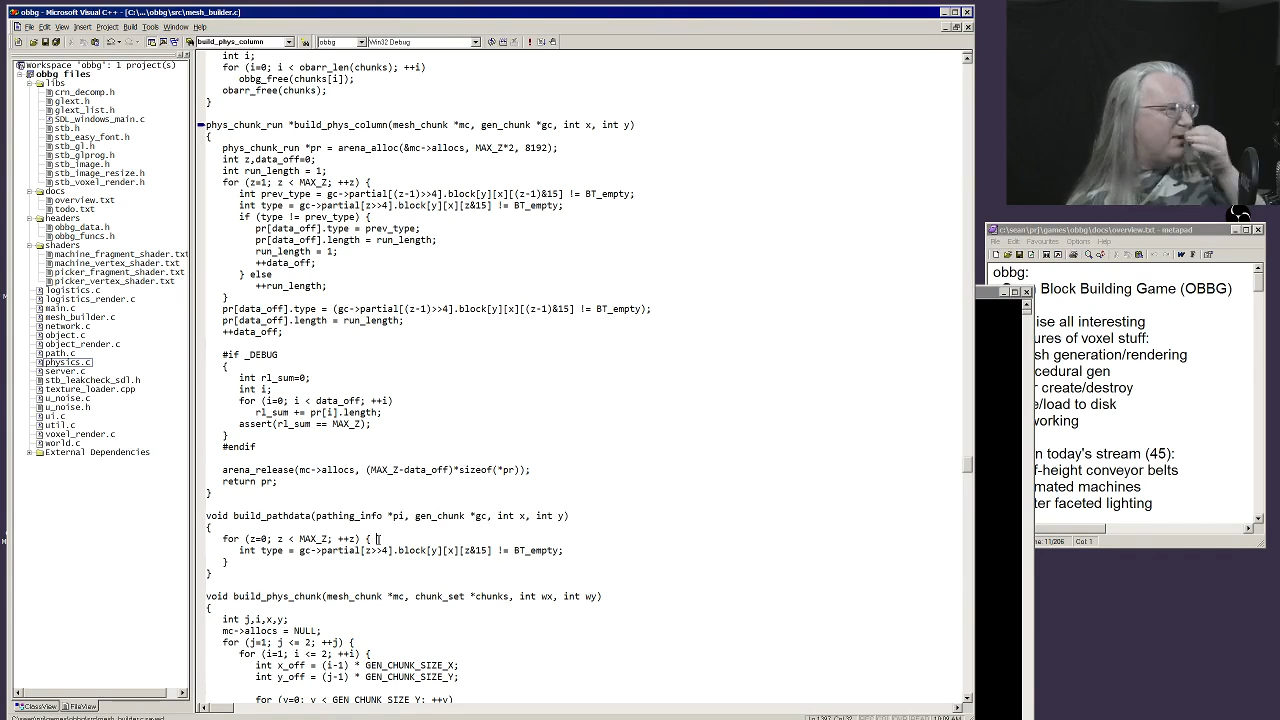 obbg - Microsoft Visual C++ - [C:\...\obbg\src\mesh_builder.c]
File Edit View Insert Project Build Tools Window Help
build_phys_column
obbg
Win32 Debug
Workspace 'obbg': 1 project(s)
obbg files
libs
crn_decomp.h
glext.h
glext_list.h
SDL_windows_main.c
stb.h
stb_easy_font.h
stb_gl.h
stb_glprog.h
stb_image.h
stb_image_resize.h
stb_voxel_render.h
docs
overview.txt
todo.txt
headers
obbg_data.h
obbg_funcs.h
shaders
machine_fragment_shader.txt
machine_vertex_shader.txt
picker_fragment_shader.txt
picker_vertex_shader.txt
logistics.c
logistics_render.c
main.c
mesh_builder.c
network.c
object.c
object_render.c
path.c
physics.c
server.c
stb_leakcheck_sdl.h
texture_loader.cpp
u_noise.c
u_noise.h
ui.c
util.c
voxel_render.c
world.c
External Dependencies
ClassView
FileView
int i;
for (i=0; i < obarr_len(chunks); ++i)
obbg_free(chunks[i]);
obarr_free(chunks);
}
phys_chunk_run *build_phys_column(mesh_chunk *mc, gen_chunk *gc, int x, int y)
{
phys_chunk_run *pr = arena_alloc(&mc->allocs, MAX_Z*2, 8192);
int z,data_off=0;
int run_length = 1;
for (z=1; z < MAX_Z; ++z) {
int prev_type = gc->partial[(z-1)>>4].block[y][x][(z-1)&15] != BT_empty;
int type = gc->partial[z>>4].block[y][x][z&15] != BT_empty;
if (type != prev_type) {
pr[data_off].type = prev_type;
pr[data_off].length = run_length;
run_length = 1;
++data_off;
} else
++run_length;
}
pr[data_off].type = (gc->partial[(z-1)>>4].block[y][x][(z-1)&15] != BT_empty;
pr[data_off].length = run_length;
++data_off;
#if _DEBUG
{
int rl_sum=0;
int i;
for (i=0; i < data_off; ++i)
rl_sum += pr[i].length;
assert(rl_sum == MAX_Z);
}
#endif
arena_release(mc->allocs, (MAX_Z-data_off)*sizeof(*pr));
return pr;
}
void build_pathdata(pathing_info *pi, gen_chunk *gc, int x, int y)
{
for (z=0; z < MAX_Z; ++z) {
int type = gc->partial[z>>4].block[y][x][z&15] != BT_empty;
}
}
void build_phys_chunk(mesh_chunk *mc, chunk_set *chunks, int wx, int wy)
{
int j,i,x,y;
mc->allocs = NULL;
for (j=1; j <= 2; ++j) {
for (i=1; i <= 2; ++i) {
int x_off = (i-1) * GEN_CHUNK_SIZE_X;
int y_off = (j-1) * GEN_CHUNK_SIZE_Y;
for (y=0; y < GEN_CHUNK_SIZE_Y; ++y)
c:\sean\prj\games\obbg\docs\overview.txt - metapad
File Edit Favourites Options Help
obbg:
Block Building Game (OBBG)
ise all interesting
ures of voxel stuff:
sh generation/rendering
cedural gen
r create/destroy
e/load to disk
working
n today's stream (45):
f-height conveyor belts
mated machines
ter faceted lighting